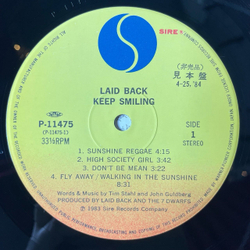 SIRE
LAID BACK
KEEP SMILING
P-11475
(P-11475-1)
33⅓RPM
(非売品)
見本盤
4-25, '84
SIDE
1
STEREO
1. SUNSHINE REGGAE 4:15
2. HIGH SOCIETY GIRL 3:42
3. DON'T BE MEAN 3:22
4. FLY AWAY / WALKING IN THE SUNSHINE
8:31
Words & Music by Tim Stahl and John Guldberg
PRODUCED BY LAID BACK AND THE 7 DWARFS
℗ 1983 Sire Records Company